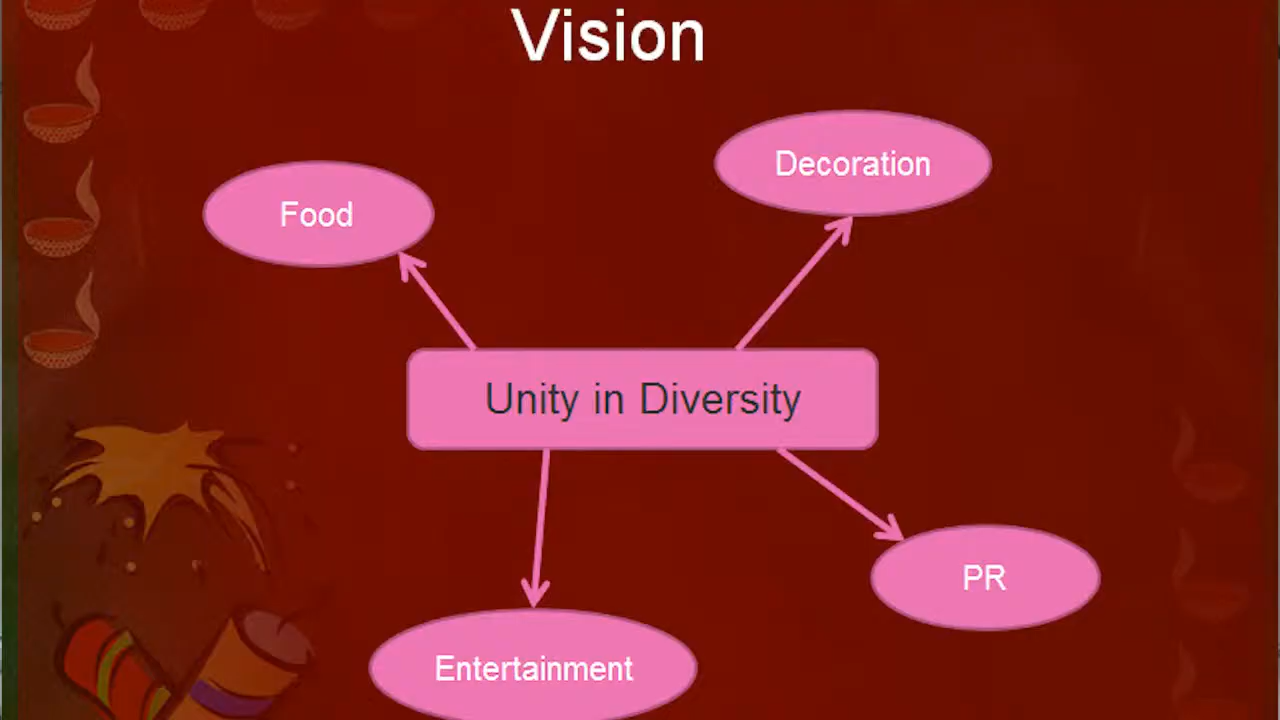 Vision
Decoration
Food
Unity in Diversity
PR
Entertainment